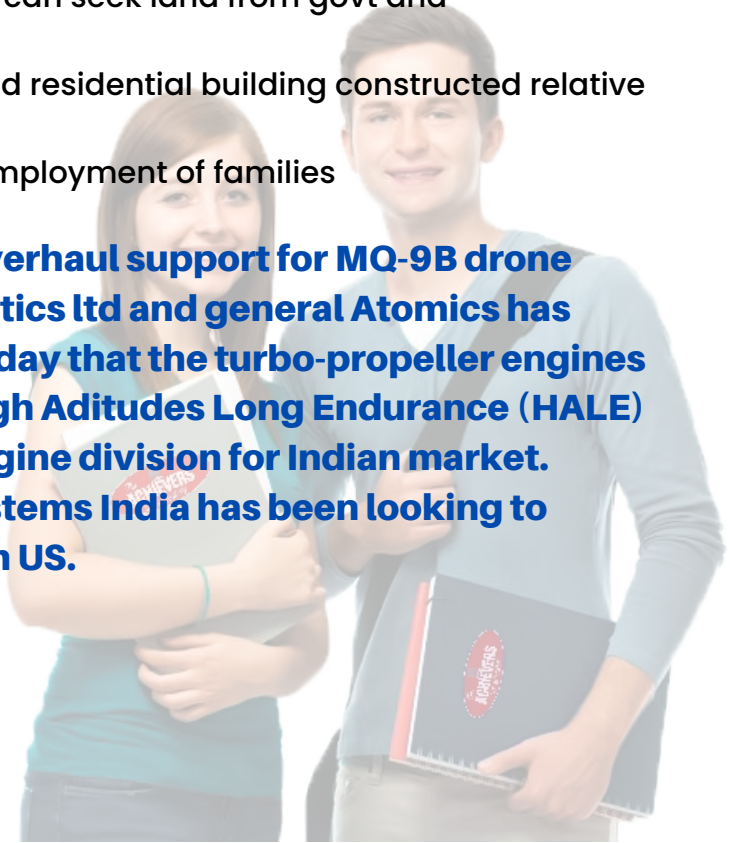 can seek land from govt and
d residential building constructed relative
mployment of families
verhaul support for MQ-9B drone
tics ltd and general Atomics has
day that the turbo-propeller engines
gh Aditudes Long Endurance (HALE)
gine division for Indian market.
stems India has been looking to
n US.
ACHIEVERS
ACHIEVERS